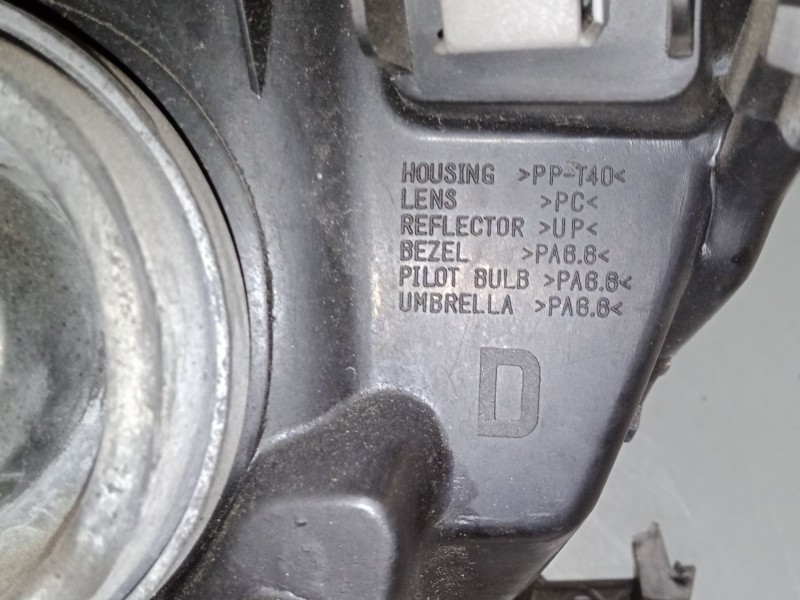 HOUSING >PP-T40<
LENS >PC<
REFLECTOR >UP<
BEZEL >PA6.6<
PILOT BULB >PA6.6<
UMBRELLA >PA6.6<
D